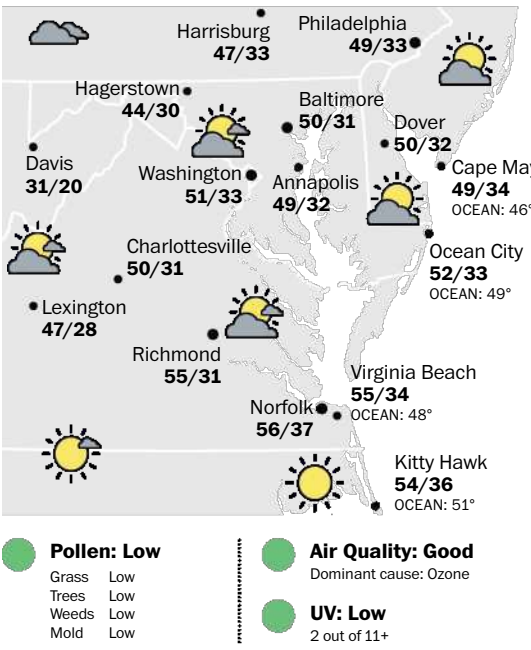 Harrisburg
47/33
Philadelphia
49/33
Hagerstown
44/30
Baltimore
50/31
Dover
50/32
Davis
31/20
Washington
51/33
Annapolis
49/32
Cape May
49/34
OCEAN: 46°
Charlottesville
50/31
Ocean City
52/33
OCEAN: 49°
Lexington
47/28
Richmond
55/31
Virginia Beach
55/34
OCEAN: 48°
Norfolk
56/37
Kitty Hawk
54/36
OCEAN: 51°
Pollen: Low
Grass Low
Trees Low
Weeds Low
Mold Low
Air Quality: Good
Dominant cause: Ozone
UV: Low
2 out of 11+